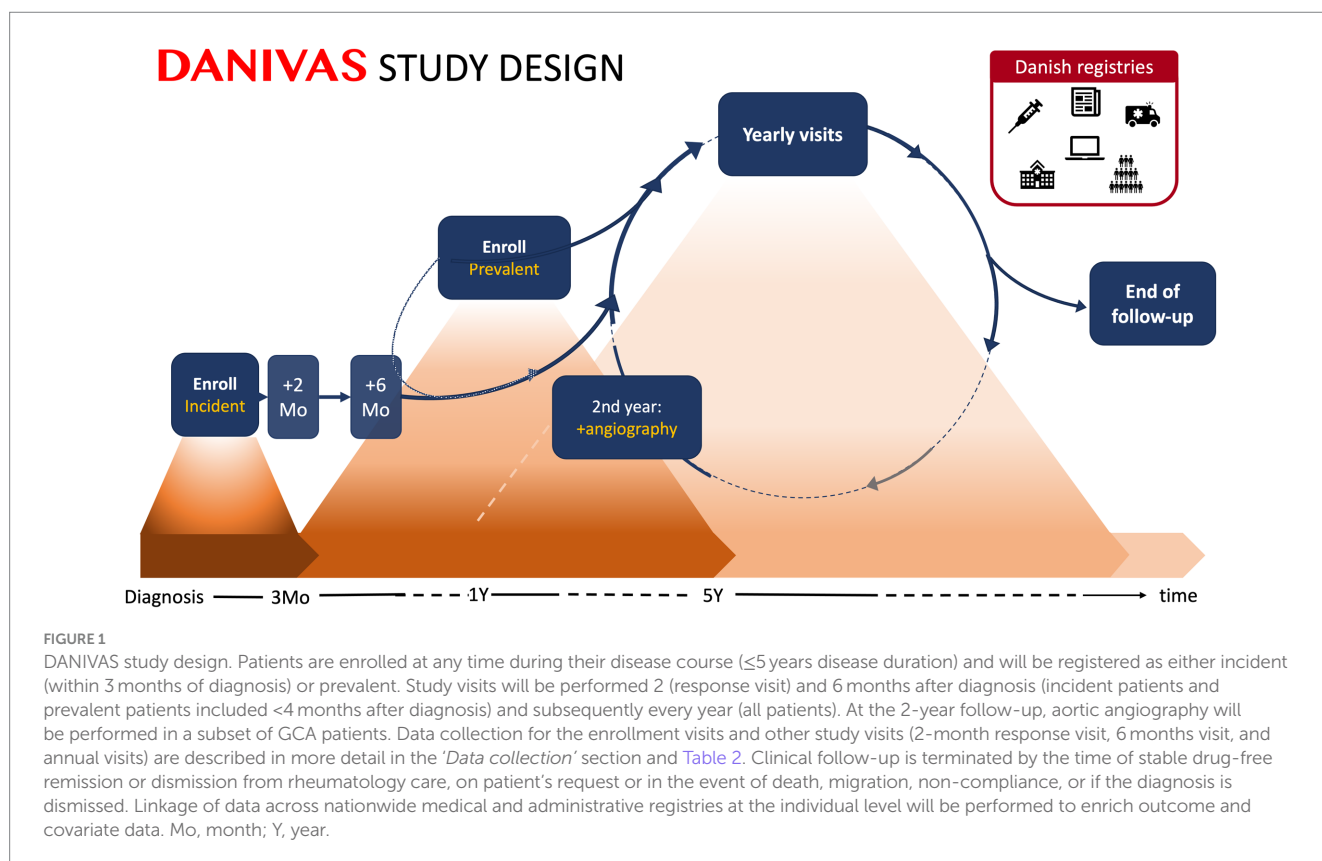 DANIVAS STUDY DESIGN
Danish registries
Yearly visits
Enroll
Prevalent
End of
follow-up
Enroll
Incident
+2
Mo
+6
Mo
2nd year:
+angiography
Diagnosis
3Mo
1Y
5Y
time
FIGURE 1
DANIVAS study design. Patients are enrolled at any time during their disease course (≤5 years disease duration) and will be registered as either incident
(within 3 months of diagnosis) or prevalent. Study visits will be performed 2 (response visit) and 6 months after diagnosis (incident patients and
prevalent patients included <4 months after diagnosis) and subsequently every year (all patients). At the 2-year follow-up, aortic angiography will
be performed in a subset of GCA patients. Data collection for the enrollment visits and other study visits (2-month response visit, 6 months visit, and
annual visits) are described in more detail in the ‘Data collection’ section and Table 2. Clinical follow-up is terminated by the time of stable drug-free
remission or dismission from rheumatology care, on patient’s request or in the event of death, migration, non-compliance, or if the diagnosis is
dismissed. Linkage of data across nationwide medical and administrative registries at the individual level will be performed to enrich outcome and
covariate data. Mo, month; Y, year.